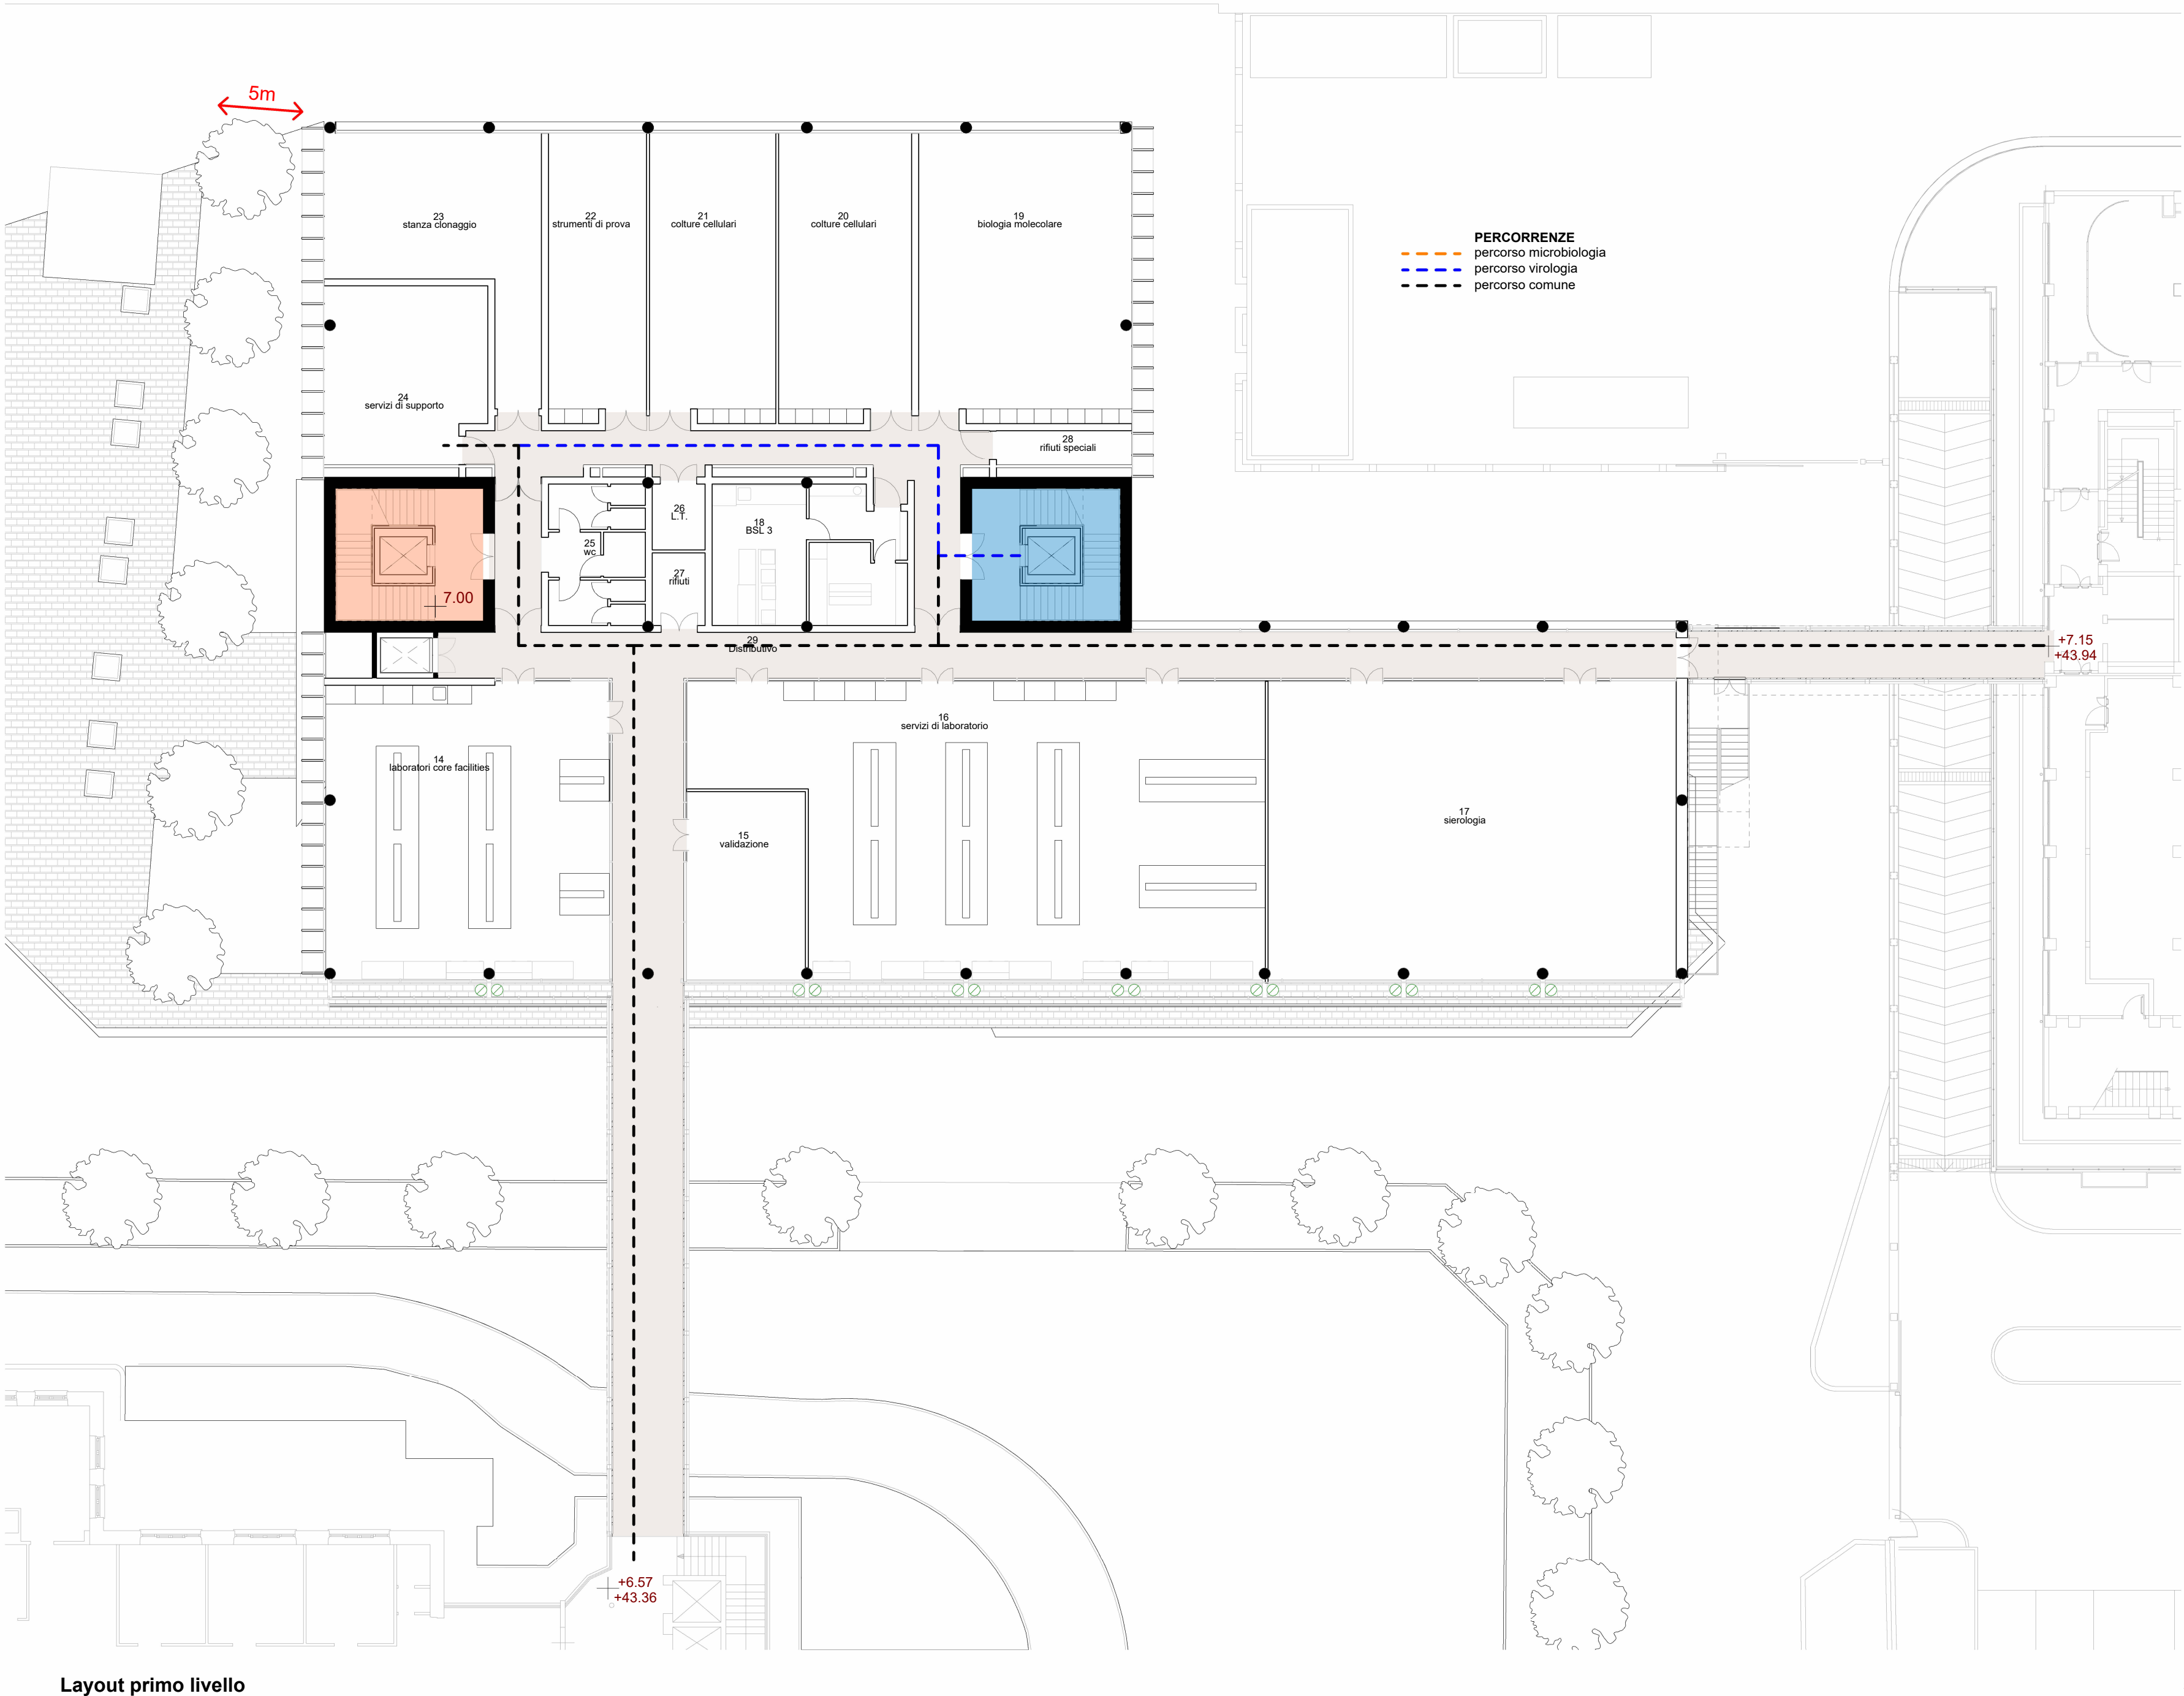 5m
23
stanza clonaggio
22
strumenti di prova
21
colture cellulari
20
colture cellulari
19
biologia molecolare
PERCORRENZE
percorso microbiologia
percorso virologia
percorso comune
24
servizi di supporto
28
rifiuti speciali
26
L.T.
18
BSL 3
25
wc
27
rifiuti
7.00
29
Distributivo
+7.15
+43.94
16
servizi di laboratorio
14
laboratori core facilities
17
sierologia
15
validazione
+6.57
+43.36
Layout primo livello